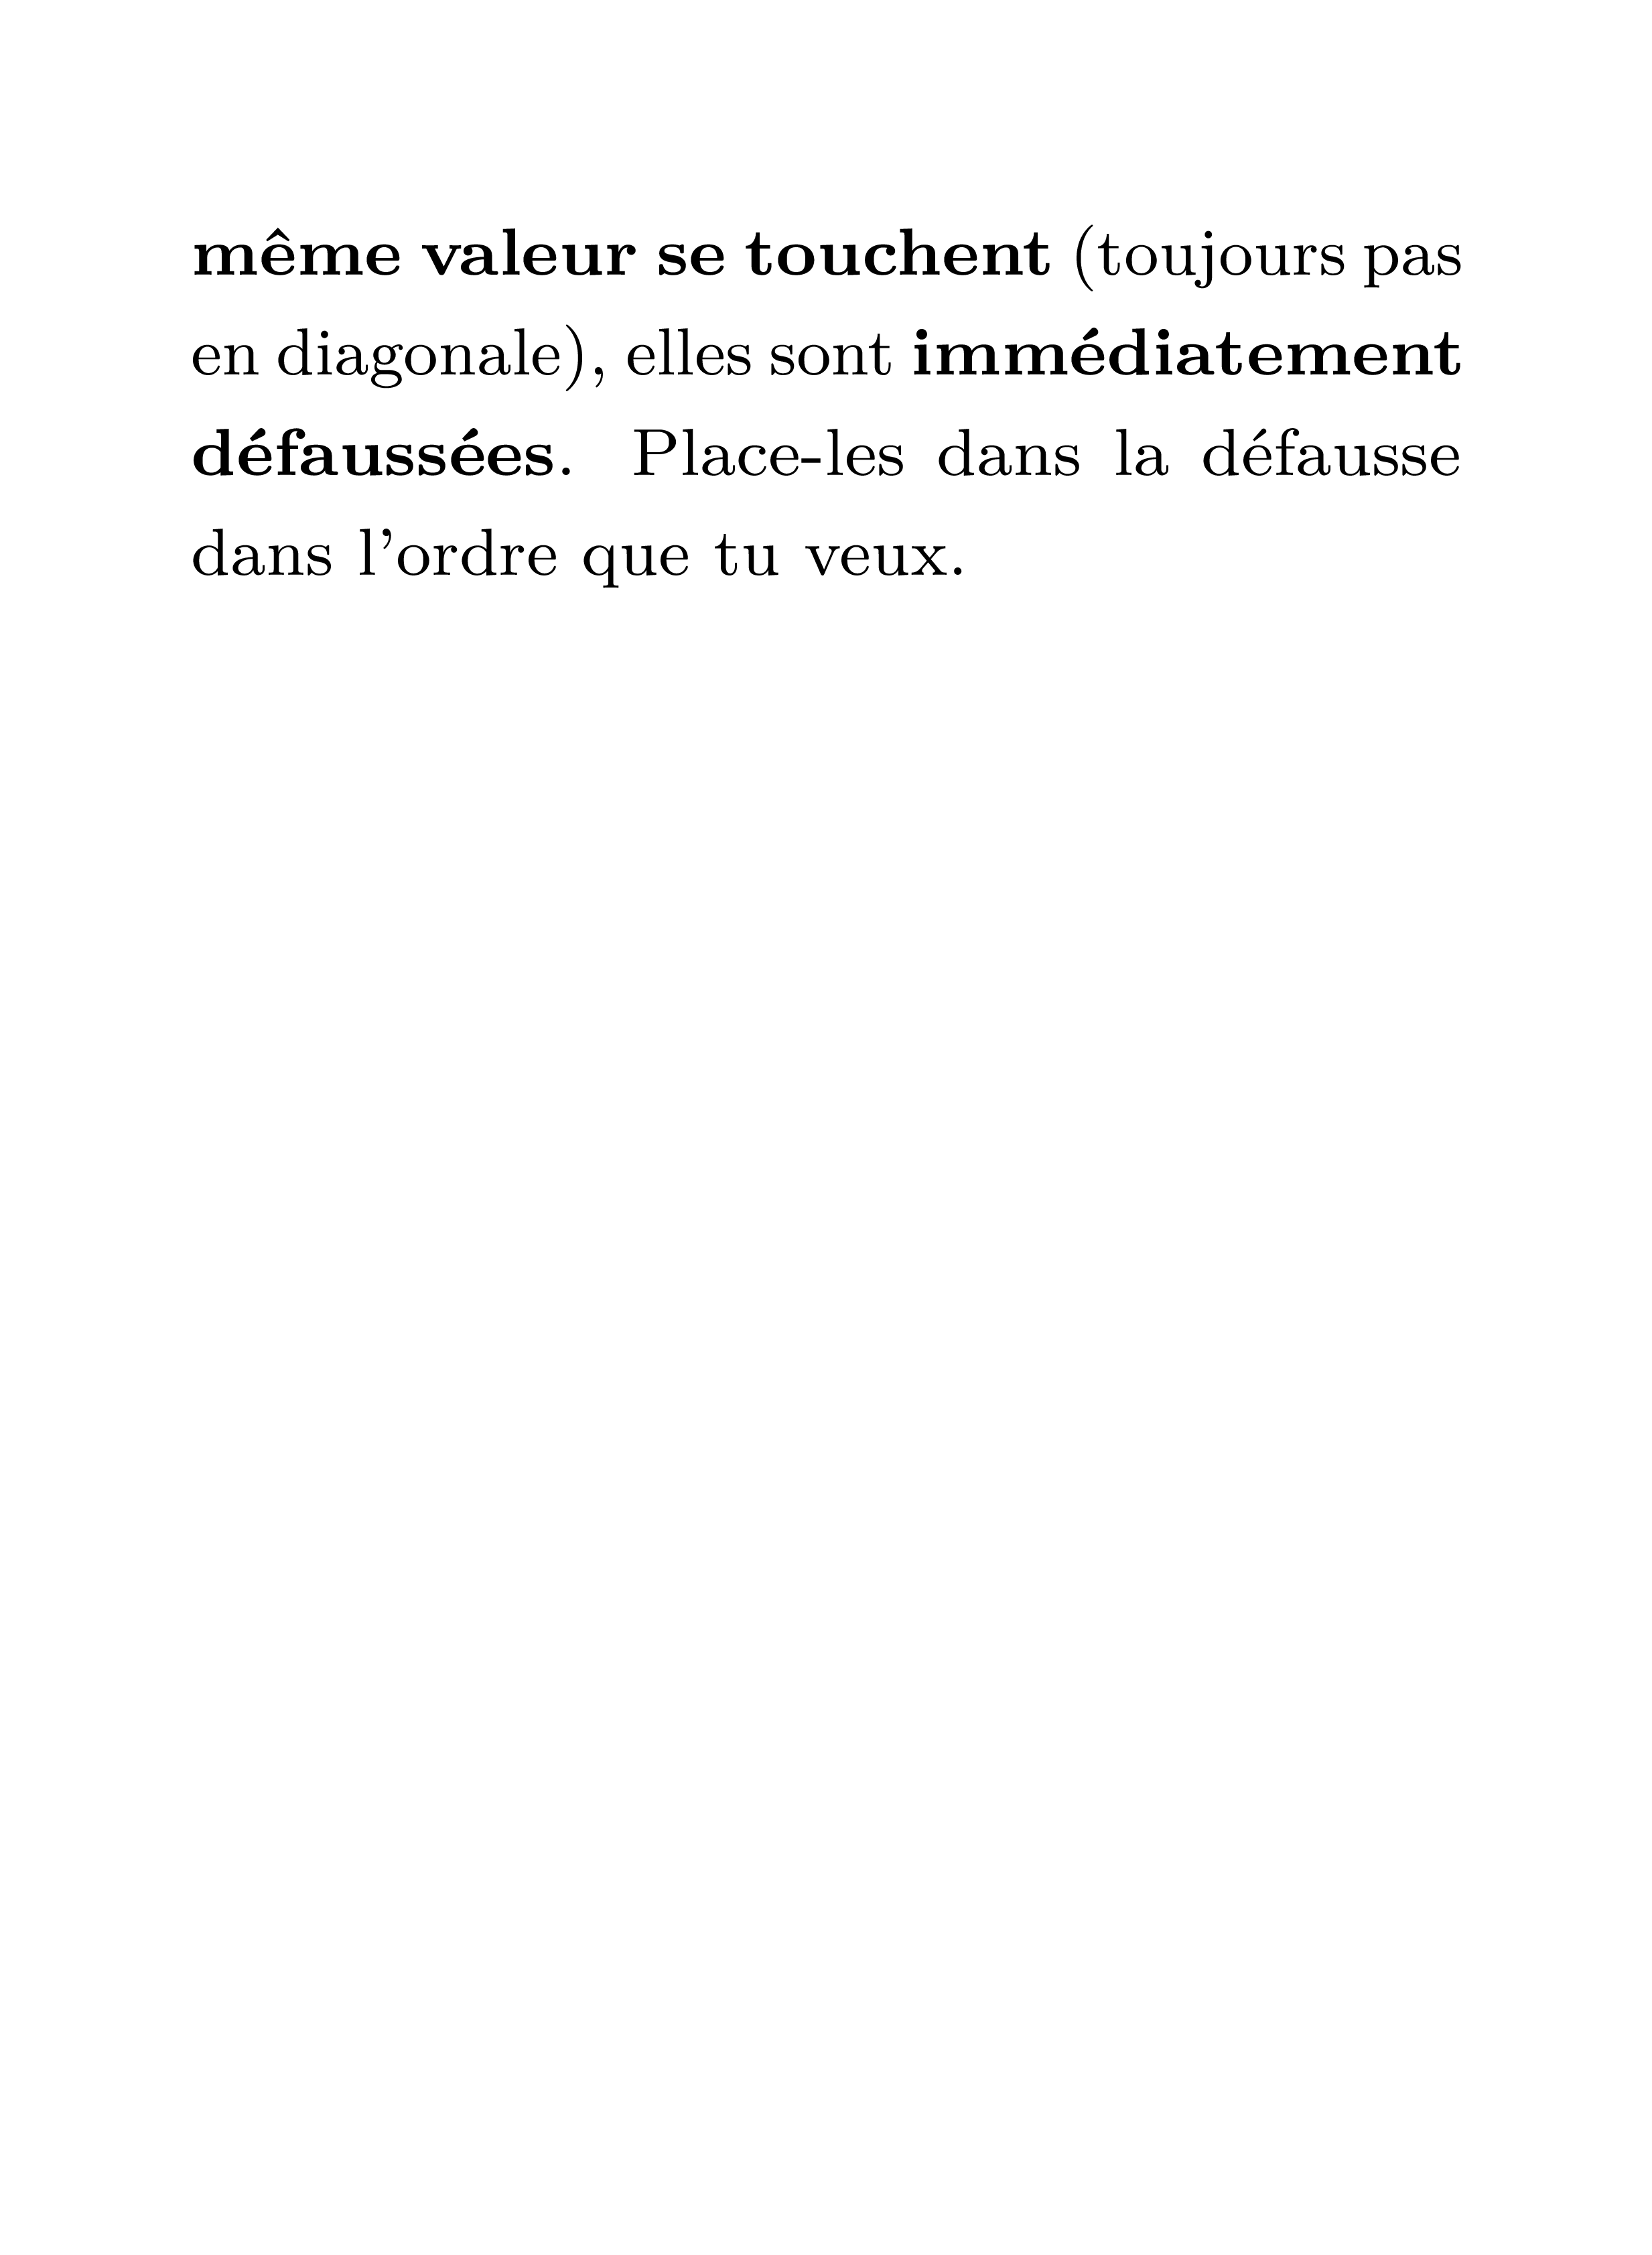 même valeur se touchent (toujours pas
en diagonale), elles sont immédiatement
défaussées. Place-les dans la défausse
dans l’ordre que tu veux.